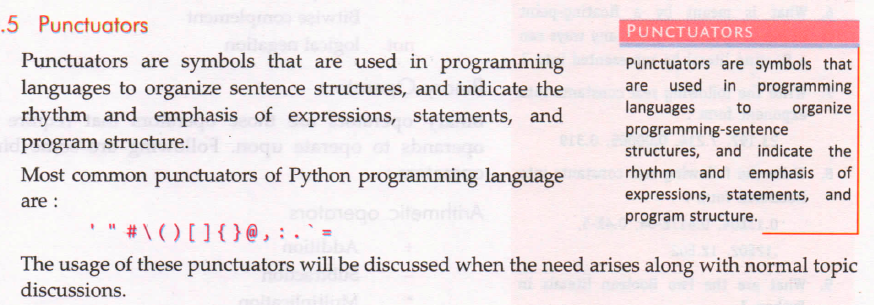 .5 Punctuators
Punctuators are symbols that are used in programming
languages to organize sentence structures, and indicate the
rhythm and emphasis of expressions, statements, and
program structure.
Most common punctuators of Python programming language
are :
' " # \ ( ) [ ] { } @ , : . ` =
PUNCTUATORS
Punctuators are symbols that
are used in programming
languages to organize
programming-sentence
structures, and indicate the
rhythm and emphasis of
expressions, statements, and
program structure.
The usage of these punctuators will be discussed when the need arises along with normal topic
discussions.